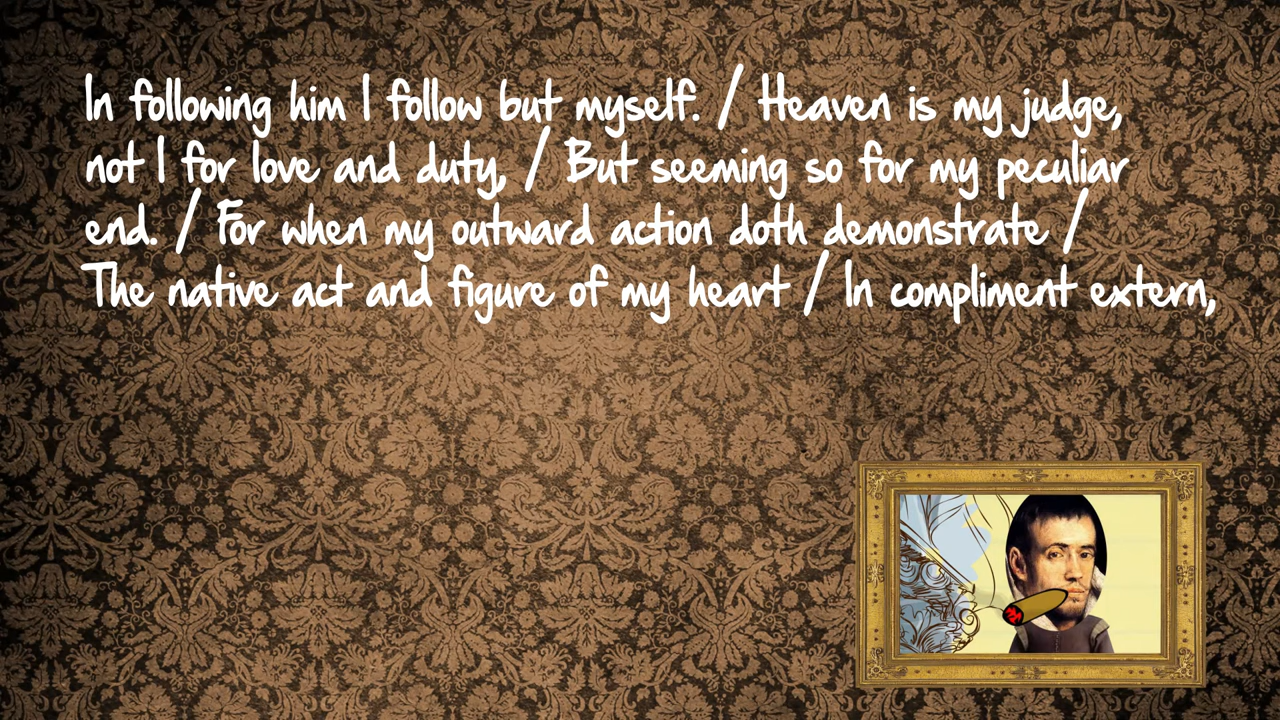 In following him I follow but myself. / Heaven is my judge,
not I for love and duty, / But seeming so for my peculiar
end. / For when my outward action doth demonstrate /
The native act and figure of my heart / In compliment extern,